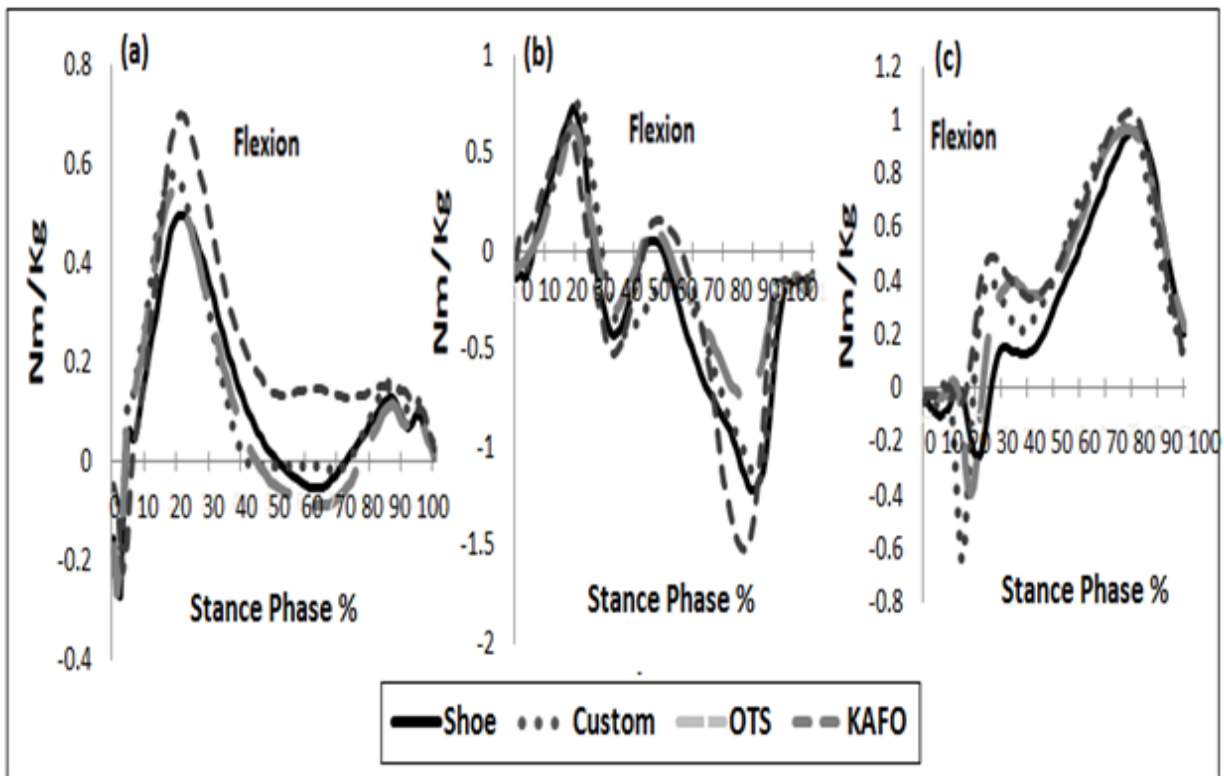 (a)
0.8
0.6
0.4
0.2
0
-0.2
-0.4
Nm/Kg
Flexion
0 10 20 30 40 50 60 70 80 90 100
Stance Phase %
(b)
1
0.5
0
-0.5
-1
-1.5
-2
Nm/Kg
Flexion
0 10 20 30 40 50 60 70 80 90 100
Stance Phase %
(c)
1.2
1
0.8
0.6
0.4
0.2
0
-0.2
-0.4
-0.6
-0.8
Nm/Kg
Flexion
0 10 20 30 40 50 60 70 80 90 100
Stance Phase %
Shoe Custom OTS KAFO